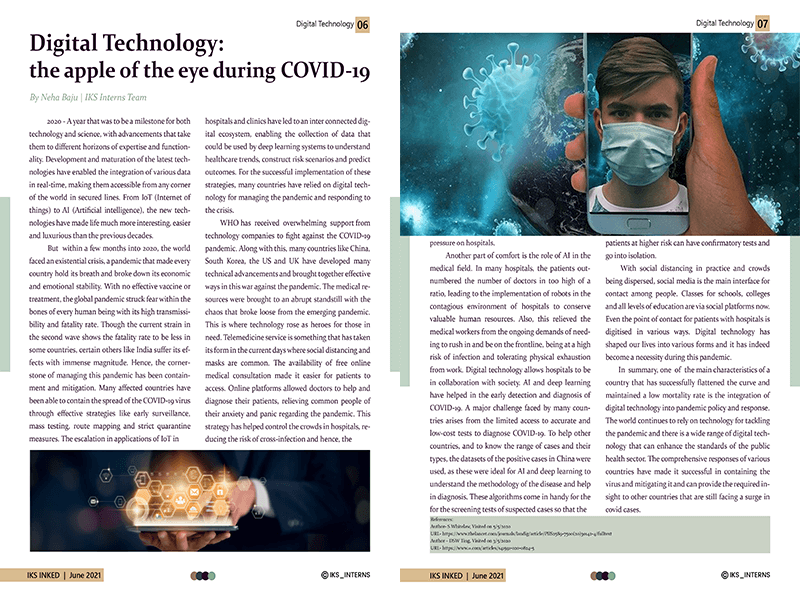 Digital Technology 06
Digital Technology:
the apple of the eye during COVID-19
By Neha Baju | IKS Interns Team
2020 - A year that was to be a milestone for both
technology and science, with advancements that take
them to different horizons of expertise and function-
ality. Development and maturation of the latest tech-
nologies have enabled the integration of various data
in real-time, making them accessible from any corner
of the world in secured lines. From IoT (Internet of
things) to AI (Artificial intelligence), the new tech-
nologies have made life much more interesting, easier
and luxurious than the previous decades.
But within a few months into 2020, the world
faced an existential crisis, a pandemic that made every
country hold its breath and broke down its economic
and emotional stability. With no effective vaccine or
treatment, the global pandemic struck fear within the
bones of every human being with its high transmissi-
bility and fatality rate. Though the current strain in
the second wave shows the fatality rate to be less in
some countries, certain others like India suffer its ef-
fects with immense magnitude. Hence, the corner-
stone of managing this pandemic has been contain-
ment and mitigation. Many affected countries have
been able to contain the spread of the COVID-19 virus
through effective strategies like early surveillance,
mass testing, route mapping and strict quarantine
measures. The escalation in applications of IoT in
hospitals and clinics have led to an inter connected dig-
ital ecosystem, enabling the collection of data that
could be used by deep learning systems to understand
healthcare trends, construct risk scenarios and predict
outcomes. For the successful implementation of these
strategies, many countries have relied on digital tech-
nology for managing the pandemic and responding to
the crisis.
WHO has received overwhelming support from
technology companies to fight against the COVID-19
pandemic. Along with this, many countries like China,
South Korea, the US and UK have developed many
technical advancements and brought together effective
ways in this war against the pandemic. The medical re-
sources were brought to an abrupt standstill with the
chaos that broke loose from the emerging pandemic.
This is where technology rose as heroes for those in
need. Telemedicine service is something that has taken
its form in the current days where social distancing and
masks are common. The availability of free online
medical consultation made it easier for patients to
access. Online platforms allowed doctors to help and
diagnose their patients, relieving common people of
their anxiety and panic regarding the pandemic. This
strategy has helped control the crowds in hospitals, re-
ducing the risk of cross-infection and hence, the
IKS INKED | June 2021
© IKS_INTERNS
Digital Technology 07
pressure on hospitals.
Another part of comfort is the role of AI in the
medical field. In many hospitals, the patients out-
numbered the number of doctors in too high of a
ratio, leading to the implementation of robots in the
contagious environment of hospitals to conserve
valuable human resources. Also, this relieved the
medical workers from the ongoing demands of need-
ing to rush in and be on the frontline, being at a high
risk of infection and tolerating physical exhaustion
from work. Digital technology allows hospitals to be
in collaboration with society. AI and deep learning
have helped in the early detection and diagnosis of
COVID-19. A major challenge faced by many coun-
tries arises from the limited access to accurate and
low-cost tests to diagnose COVID-19. To help other
countries, and to know the range of cases and their
types, the datasets of the positive cases in China were
used, as these were ideal for AI and deep learning to
understand the methodology of the disease and help
in diagnosis. These algorithms come in handy for the
for the screening tests of suspected cases so that the
patients at higher risk can have confirmatory tests and
go into isolation.
With social distancing in practice and crowds
being dispersed, social media is the main interface for
contact among people. Classes for schools, colleges
and all levels of education are via social platforms now.
Even the point of contact for patients with hospitals is
digitised in various ways. Digital technology has
shaped our lives into various forms and it has indeed
become a necessity during this pandemic.
In summary, one of the main characteristics of a
country that has successfully flattened the curve and
maintained a low mortality rate is the integration of
digital technology into pandemic policy and response.
The world continues to rely on technology for tackling
the pandemic and there is a wide range of digital tech-
nology that can enhance the standards of the public
health sector. The comprehensive responses of various
countries have made it successful in containing the
virus and mitigating it and can provide the required in-
sight to other countries that are still facing a surge in
covid cases.
References:
Author- S Whitelaw, Visited on 5/5/2020
Author - DSW Ting, Visited on 5/5/2020
IKS INKED | June 2021
© IKS_INTERNS